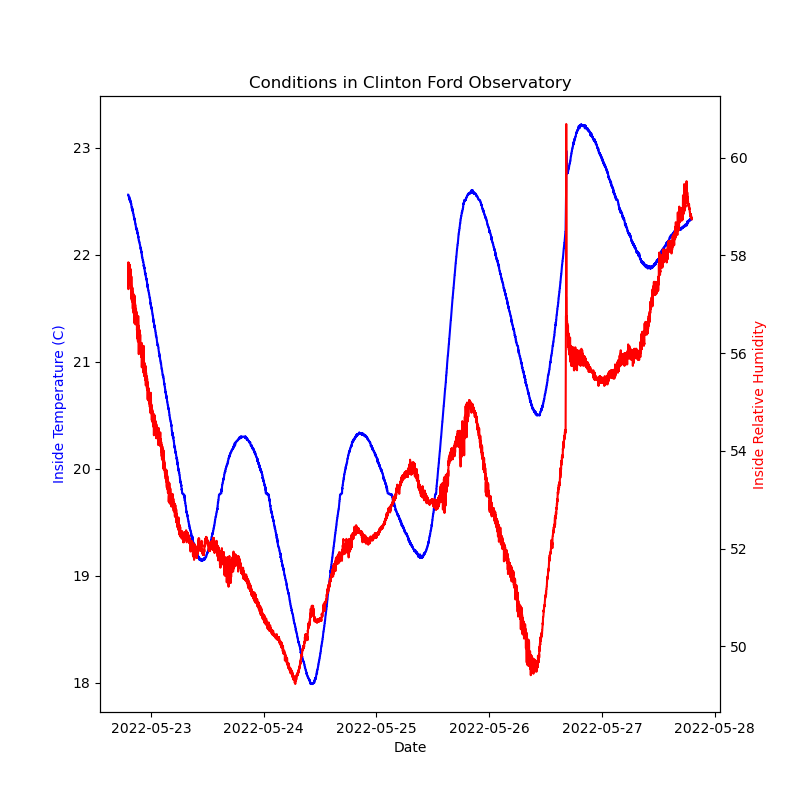 Conditions in Clinton Ford Observatory
23
22
21
20
19
18
Inside Temperature (C)
60
58
56
54
52
50
Inside Relative Humidity
2022-05-23 2022-05-24 2022-05-25 2022-05-26 2022-05-27 2022-05-28
Date